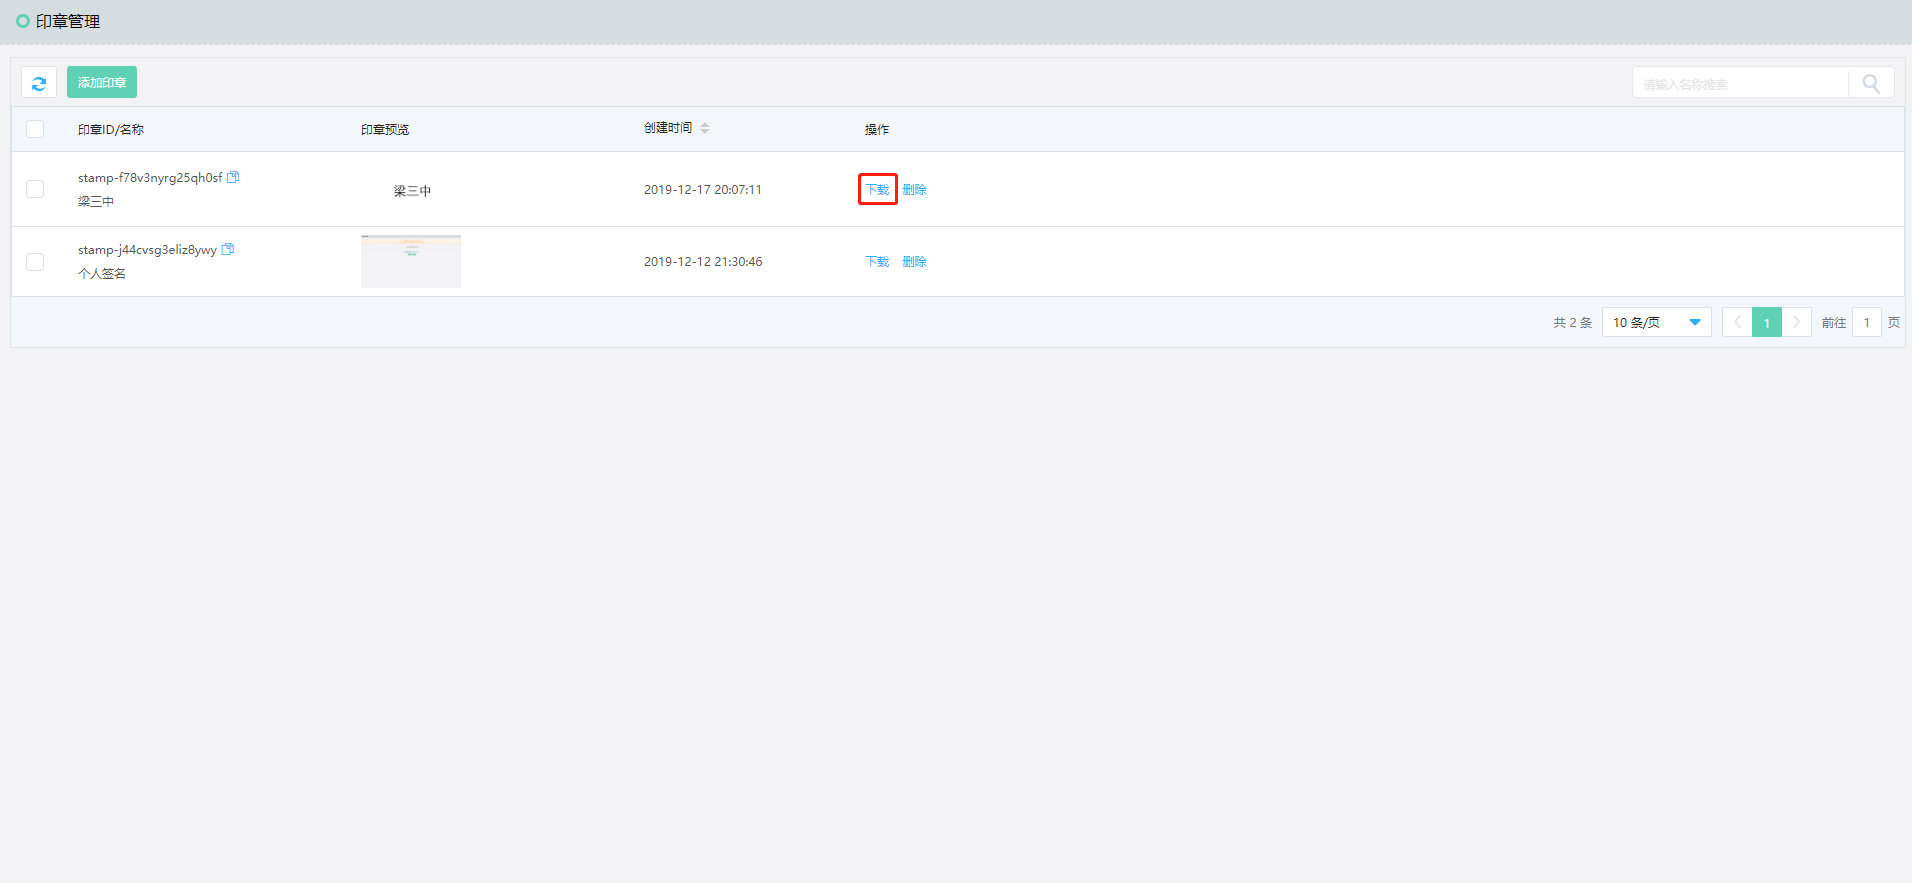 印章管理
添加印章
请输入名称搜索
印章ID/名称 印章预览 创建时间 操作
stamp-f78v3nyrg25qh0sf
梁三中 梁三中 2019-12-17 20:07:11 下载 删除
stamp-j44cvsg3eliz8ywy
个人签名 2019-12-12 21:30:46 下载 删除
共 2 条 10 条/页 1 前往 1 页